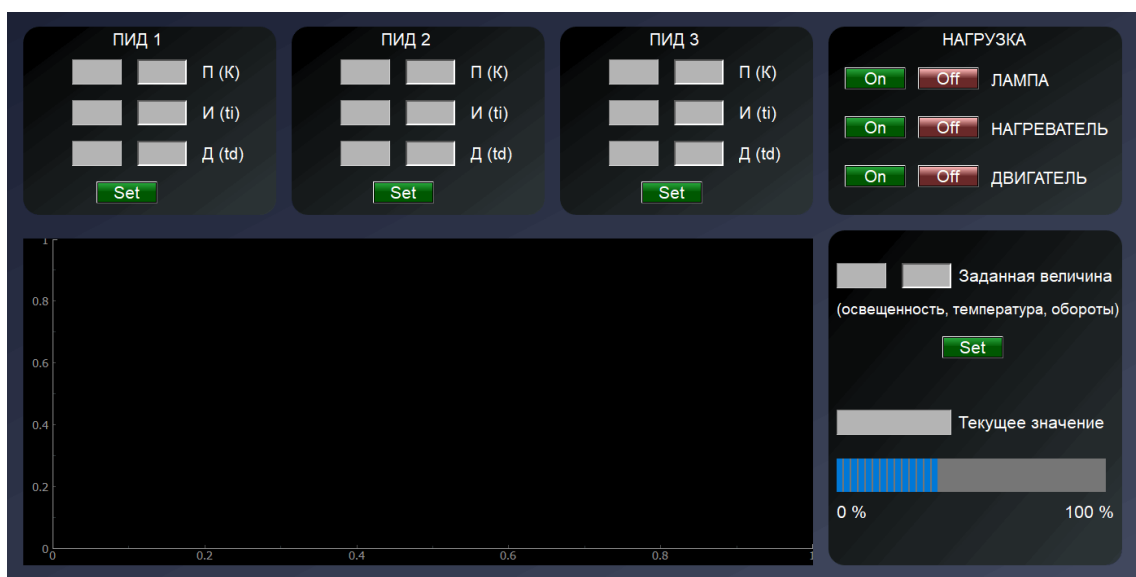 ПИД 1
П (K)
И (ti)
Д (td)
Set
ПИД 2
П (K)
И (ti)
Д (td)
Set
ПИД 3
П (K)
И (ti)
Д (td)
Set
НАГРУЗКА
On Off ЛАМПА
On Off НАГРЕВАТЕЛЬ
On Off ДВИГАТЕЛЬ
1
0.8
0.6
0.4
0.2
0
0 0.2 0.4 0.6 0.8 1
Заданная величина
(освещенность, температура, обороты)
Set
Текущее значение
0 % 100 %